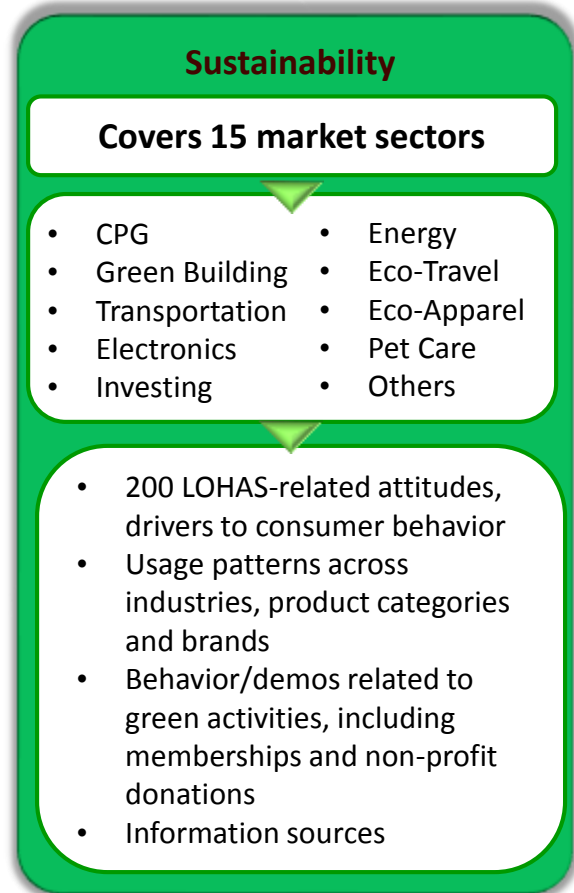 Sustainability
Covers 15 market sectors
• CPG
• Green Building
• Transportation
• Electronics
• Investing
• Energy
• Eco-Travel
• Eco-Apparel
• Pet Care
• Others
• 200 LOHAS-related attitudes,
drivers to consumer behavior
• Usage patterns across
industries, product categories
and brands
• Behavior/demos related to
green activities, including
memberships and non-profit
donations
• Information sources